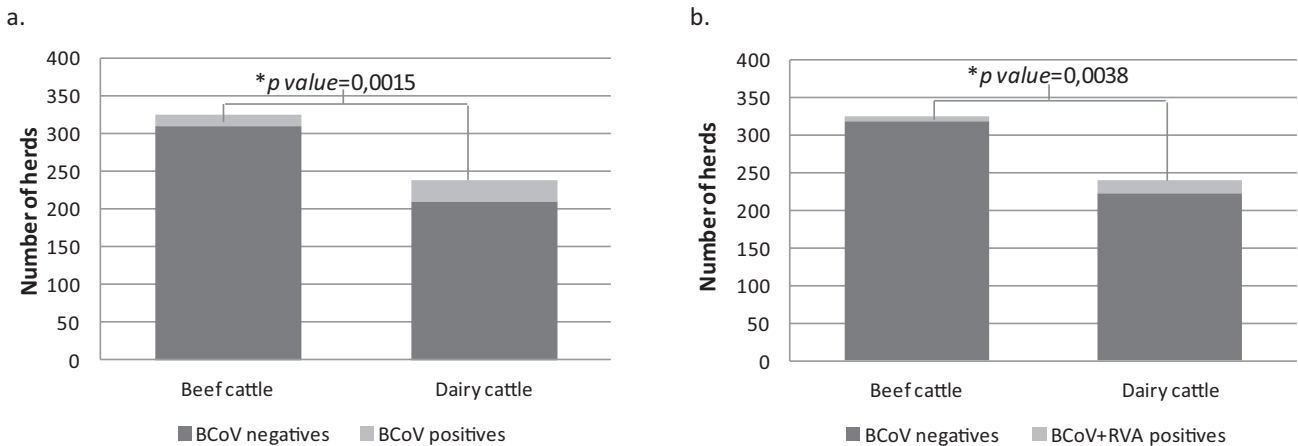 a.
Number of herds
400
350
300
250
200
150
100
50
0
*p value=0,0015
Beef cattle
Dairy cattle
BCoV negatives
BCoV positives
b.
Number of herds
400
350
300
250
200
150
100
50
0
*p value=0,0038
Beef cattle
Dairy cattle
BCoV negatives
BCoV+RVA positives